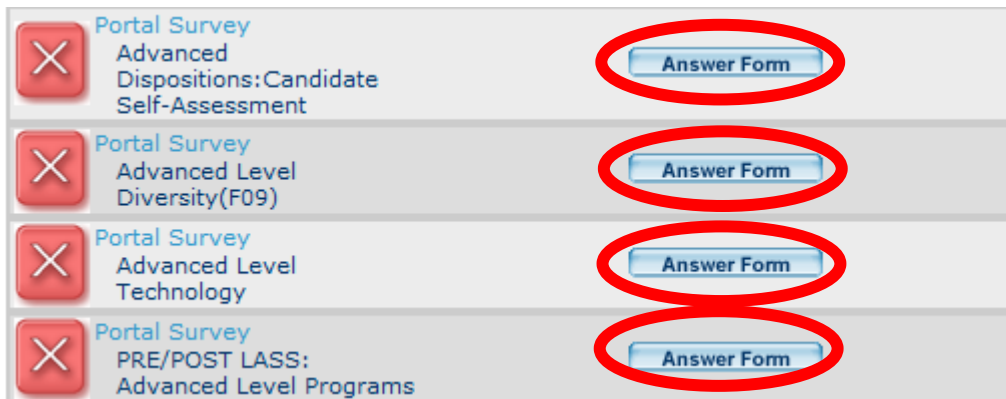 Portal Survey
Advanced
Dispositions:Candidate
Self-Assessment
Answer Form
Portal Survey
Advanced Level
Diversity(F09)
Answer Form
Portal Survey
Advanced Level
Technology
Answer Form
Portal Survey
PRE/POST LASS:
Advanced Level Programs
Answer Form